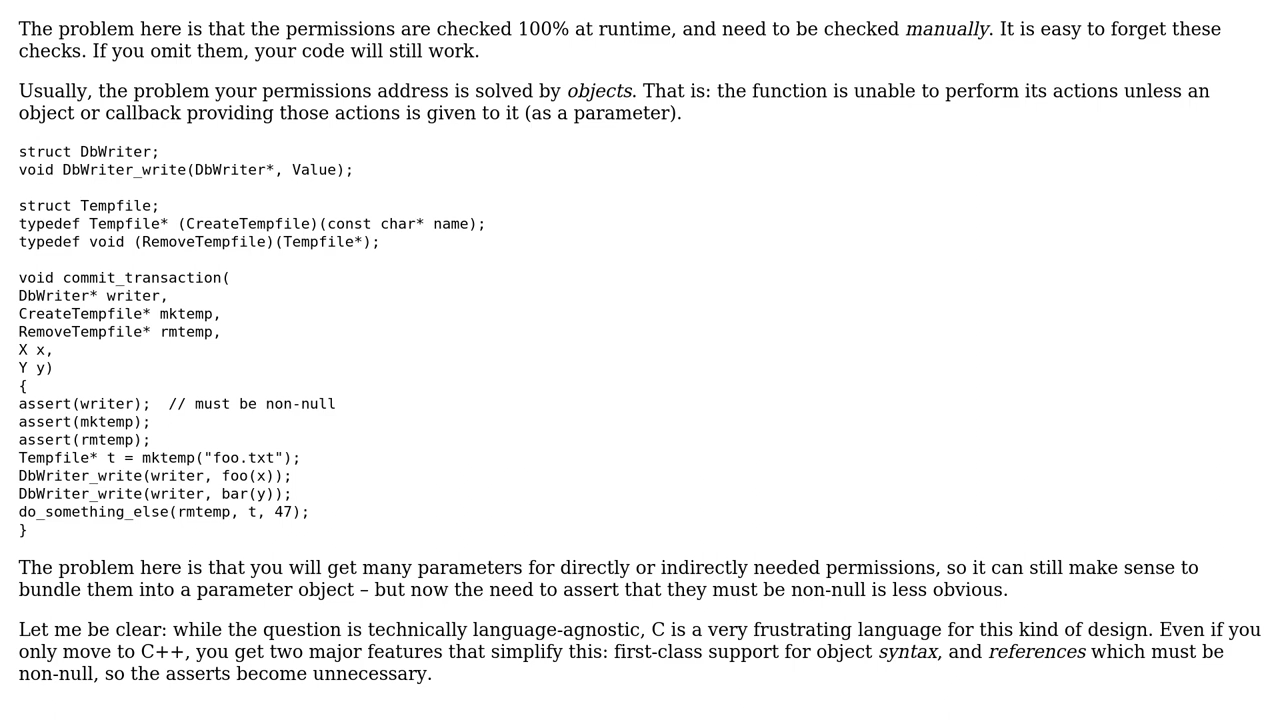 The problem here is that the permissions are checked 100% at runtime, and need to be checked manually. It is easy to forget these
checks. If you omit them, your code will still work.
Usually, the problem your permissions address is solved by objects. That is: the function is unable to perform its actions unless an
object or callback providing those actions is given to it (as a parameter).
struct DbWriter;
void DbWriter_write(DbWriter*, Value);
struct Tempfile;
typedef Tempfile* (CreateTempfile)(const char* name);
typedef void (RemoveTempfile)(Tempfile*);
void commit_transaction(
DbWriter* writer,
CreateTempfile* mktemp,
RemoveTempfile* rmtemp,
X x,
Y y)
{
assert(writer);  // must be non-null
assert(mktemp);
assert(rmtemp);
Tempfile* t = mktemp("foo.txt");
DbWriter_write(writer, foo(x));
DbWriter_write(writer, bar(y));
do_something_else(rmtemp, t, 47);
}
The problem here is that you will get many parameters for directly or indirectly needed permissions, so it can still make sense to
bundle them into a parameter object – but now the need to assert that they must be non-null is less obvious.
Let me be clear: while the question is technically language-agnostic, C is a very frustrating language for this kind of design. Even if you
only move to C++, you get two major features that simplify this: first-class support for object syntax, and references which must be
non-null, so the asserts become unnecessary.